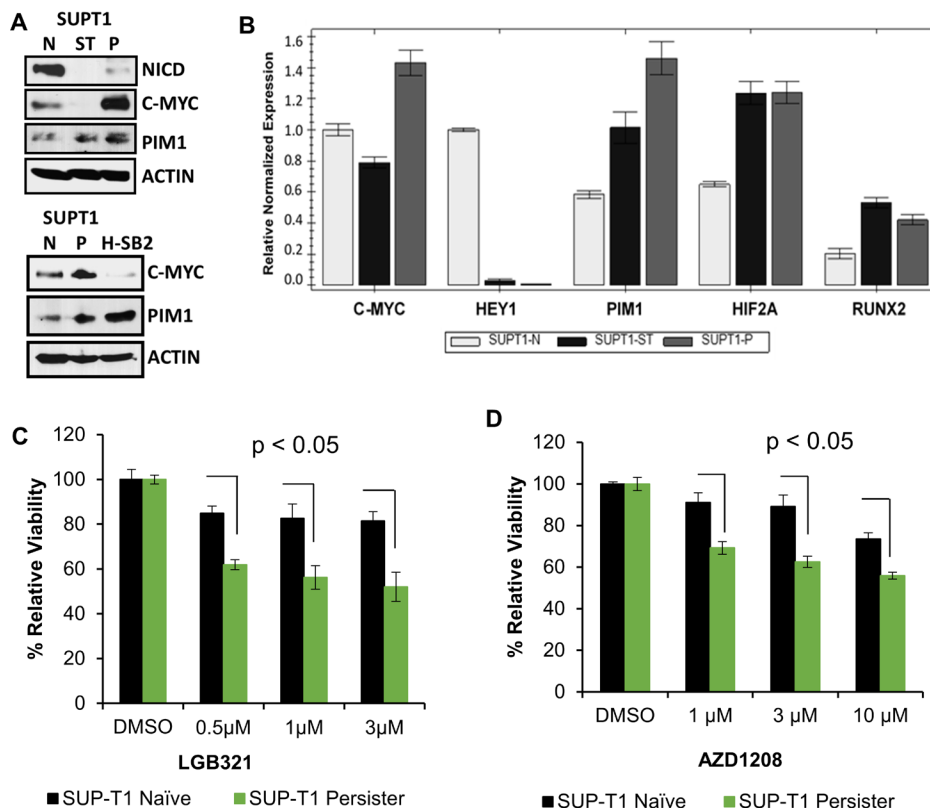 A
SUPT1
N ST P
NICD
C-MYC
PIM1
ACTIN
SUPT1
N P H-SB2
C-MYC
PIM1
ACTIN
B
Relative Normalized Expression
1.6
1.4
1.2
1.0
0.8
0.6
0.4
0.2
0.0
C-MYC HEY1 PIM1 HIF2A RUNX2
SUPT1-N SUPT1-ST SUPT1-P
C
p < 0.05
% Relative Viability
120
100
80
60
40
20
0
DMSO 0.5µM 1µM 3µM
LGB321
SUP-T1 Naïve SUP-T1 Persister
D
p < 0.05
% Relative Viability
120
100
80
60
40
20
0
DMSO 1 µM 3 µM 10 µM
AZD1208
SUP-T1 Naïve SUP-T1 Persister